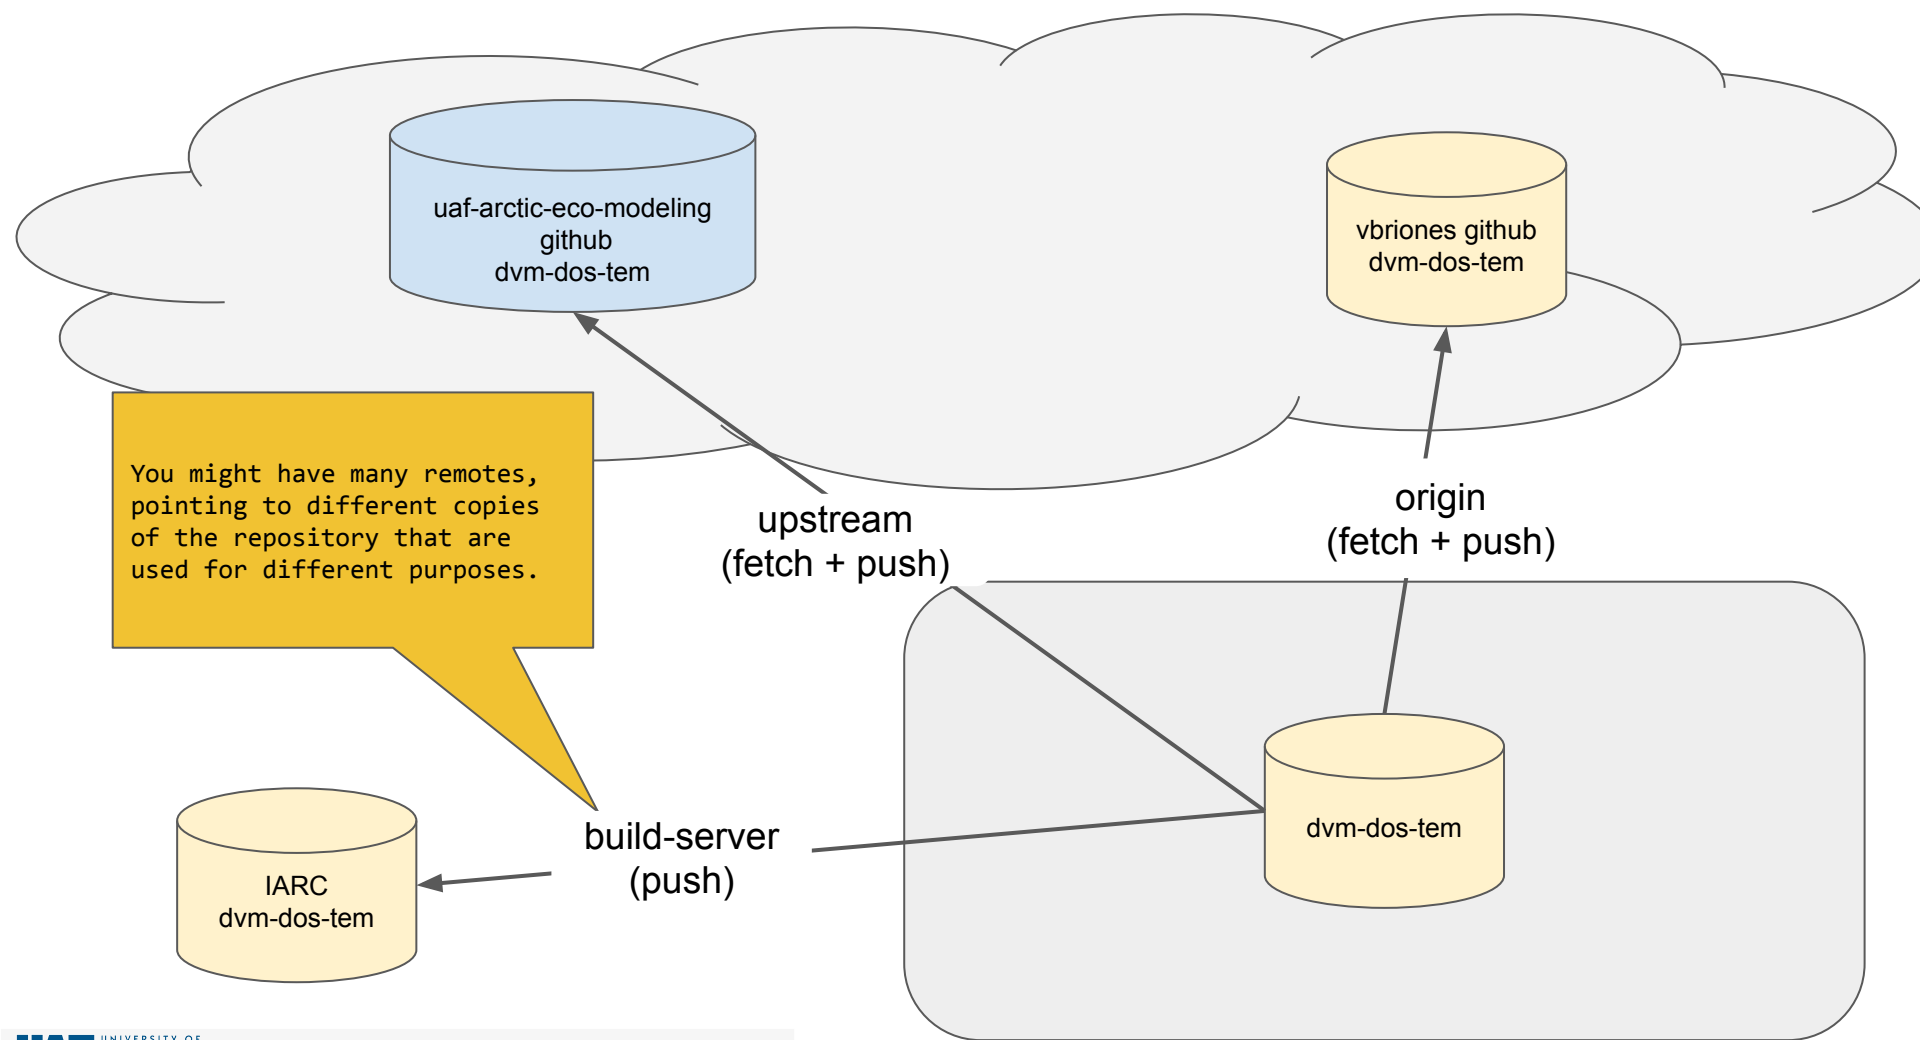 uaf-arctic-eco-modeling
github
dvm-dos-tem
vbriones github
dvm-dos-tem
You might have many remotes,
pointing to different copies
of the repository that are
used for different purposes.
upstream
(fetch + push)
origin
(fetch + push)
build-server
(push)
dvm-dos-tem
IARC
dvm-dos-tem
UNIVERSITY OF